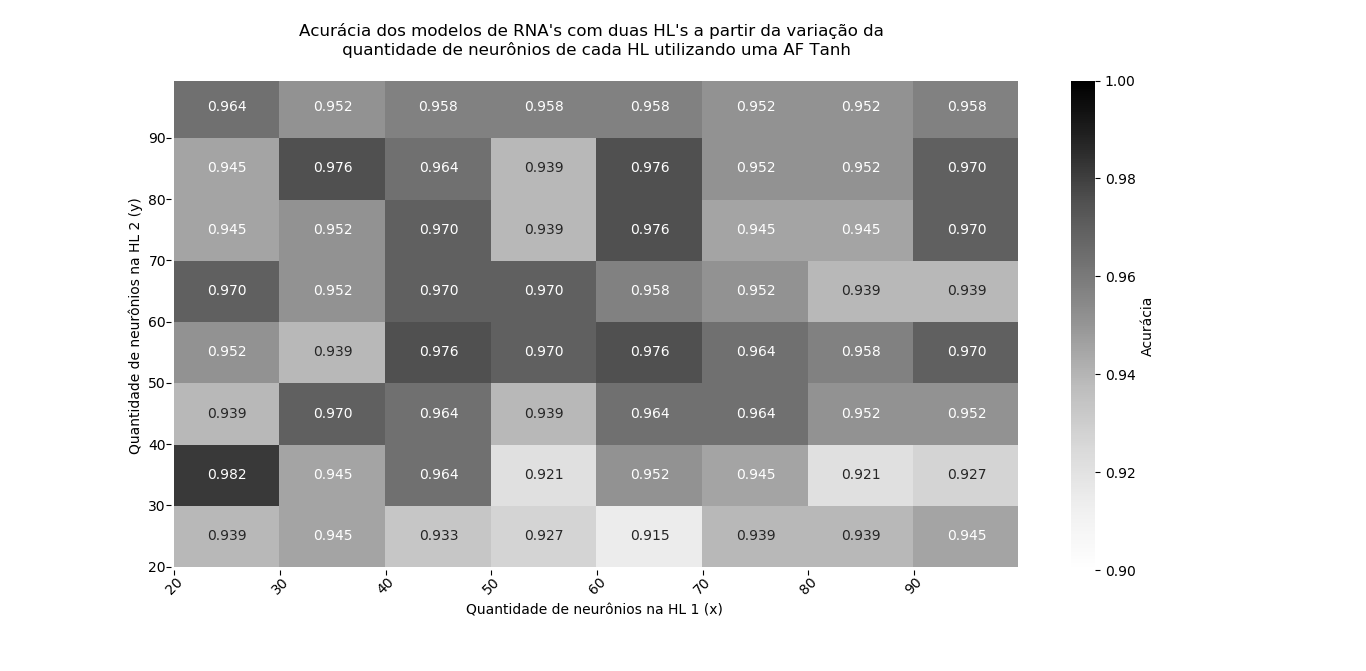 Acurácia dos modelos de RNA's com duas HL's a partir da variação da
quantidade de neurônios de cada HL utilizando uma AF Tanh
0.964 0.952 0.958 0.958 0.958 0.952 0.952 0.958
90
0.945 0.976 0.964 0.939 0.976 0.952 0.952 0.970
80
0.945 0.952 0.970 0.939 0.976 0.945 0.945 0.970
70
0.970 0.952 0.970 0.970 0.958 0.952 0.939 0.939
60
0.952 0.939 0.976 0.970 0.976 0.964 0.958 0.970
50
0.939 0.970 0.964 0.939 0.964 0.964 0.952 0.952
40
0.982 0.945 0.964 0.921 0.952 0.945 0.921 0.927
30
0.939 0.945 0.933 0.927 0.915 0.939 0.939 0.945
20
20 30 40 50 60 70 80 90
Quantidade de neurônios na HL 1 (x)
Quantidade de neurônios na HL 2 (y)
1.00
0.98
0.96
0.94
0.92
0.90
Acurácia